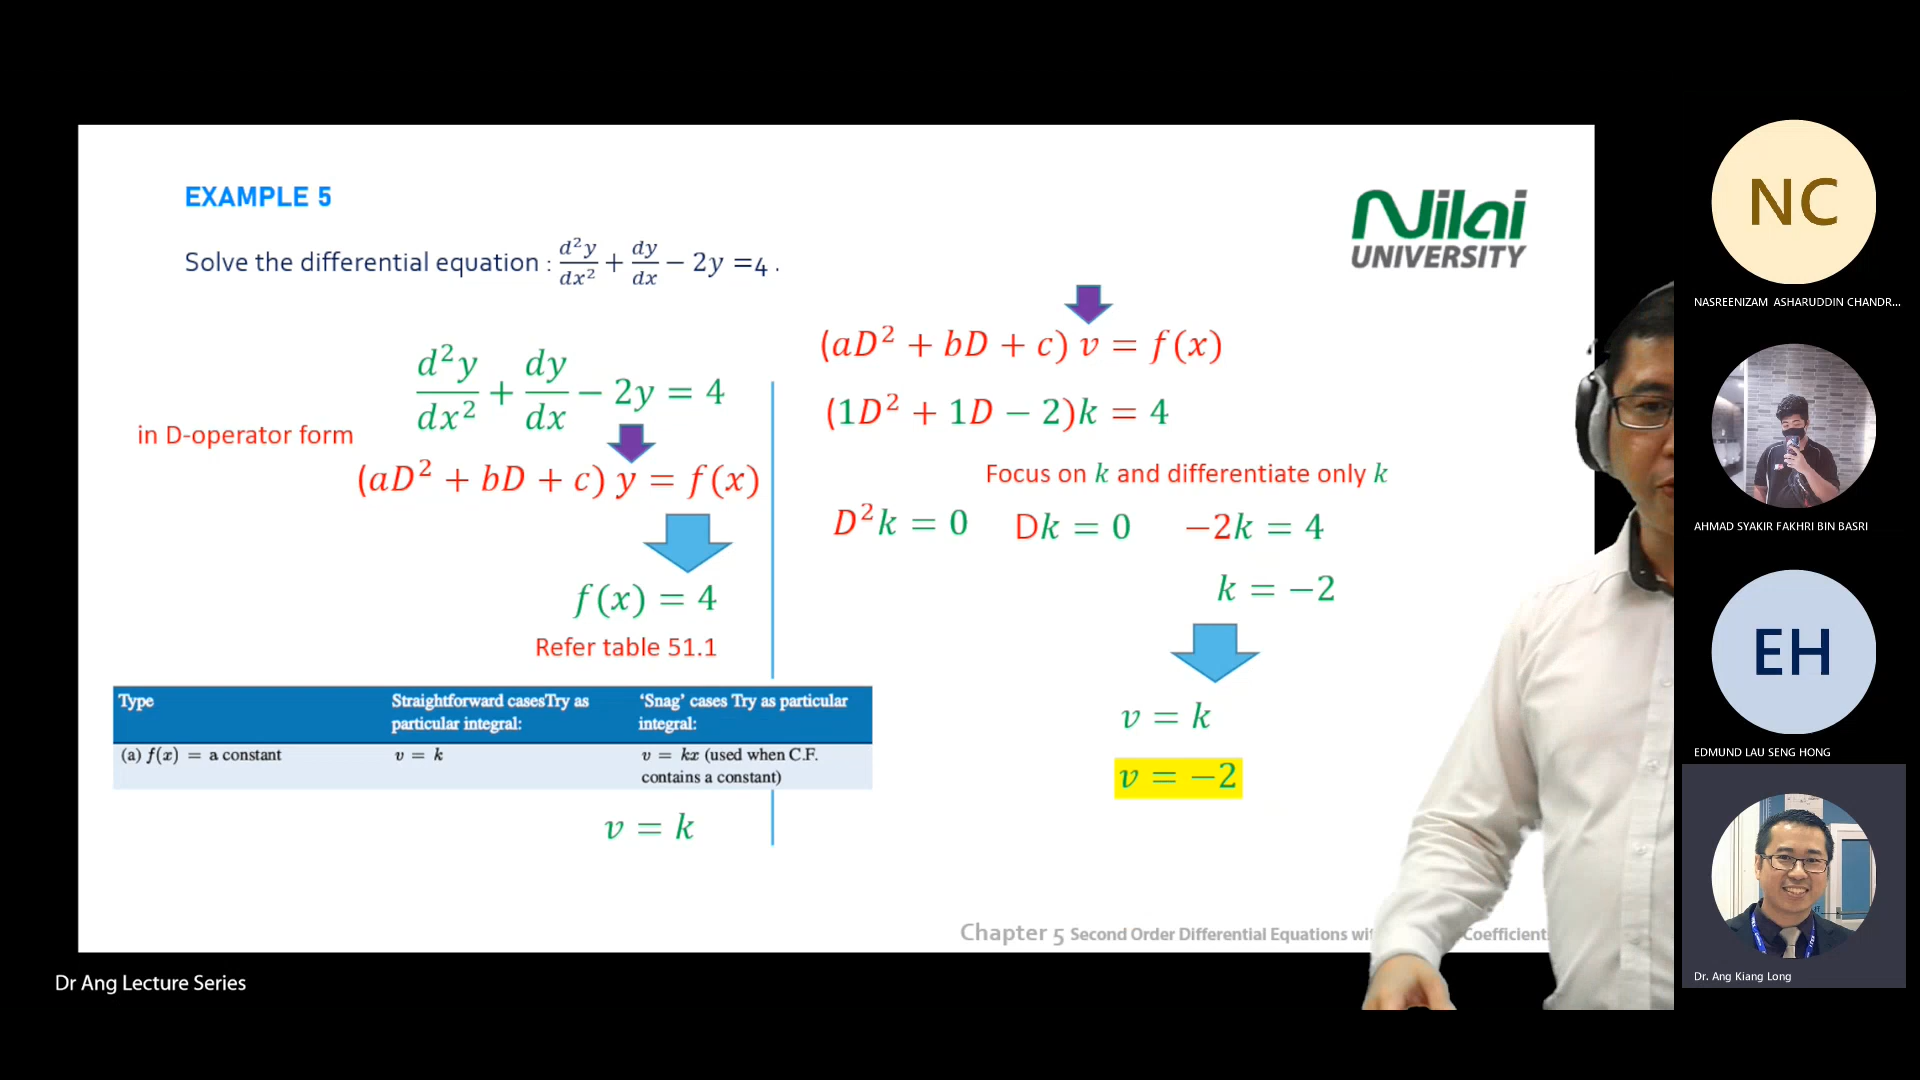 EXAMPLE 5
Nilai
UNIVERSITY
Solve the differential equation : d²y/dx² + dy/dx − 2y =4 .
d²y/dx² + dy/dx − 2y = 4
in D-operator form
(aD² + bD + c) y = f(x)
f(x) = 4
Refer table 51.1
Type
Straightforward casesTry as particular integral:
‘Snag’ cases Try as particular integral:
(a) f(x) = a constant
v = k
v = kx (used when C.F. contains a constant)
v = k
(aD² + bD + c) v = f(x)
(1D² + 1D − 2)k = 4
Focus on k and differentiate only k
D²k = 0 Dk = 0 −2k = 4
k = −2
v = k
v = −2
Chapter 5 Second Order Differential Equations Coefficient
Dr Ang Lecture Series
NC
NASREENIZAM ASHARUDDIN CHANDR...
AHMAD SYAKIR FAKHRI BIN BASRI
EH
EDMUND LAU SENG HONG
Dr. Ang Kiang Long